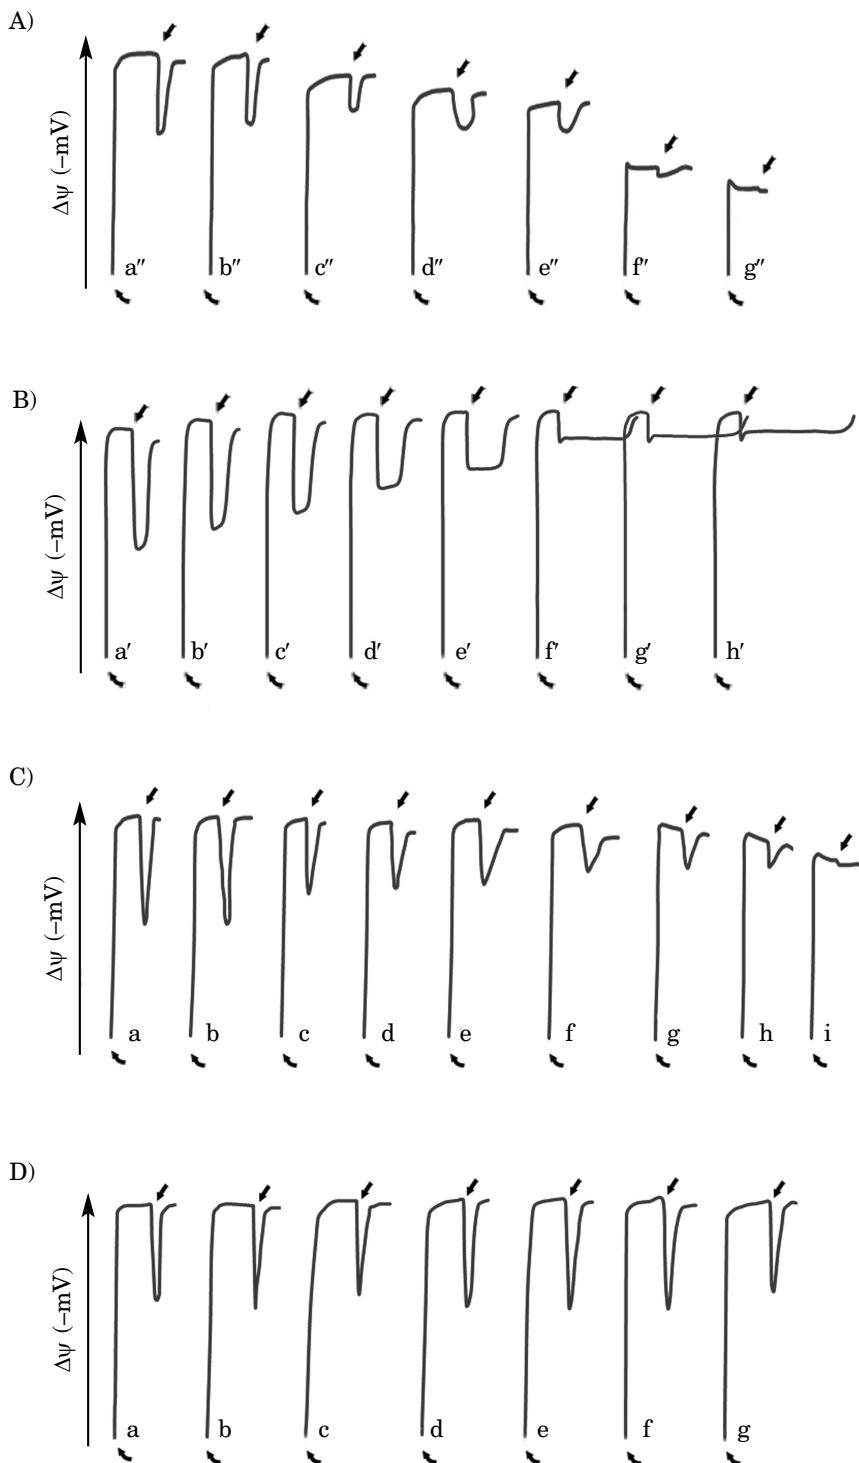 A)
Δψ (−mV)
a″ b″ c″ d″ e″ f″ g″
B)
Δψ (−mV)
a′ b′ c′ d′ e′ f′ g′ h′
C)
Δψ (−mV)
a b c d e f g h i
D)
Δψ (−mV)
a b c d e f g